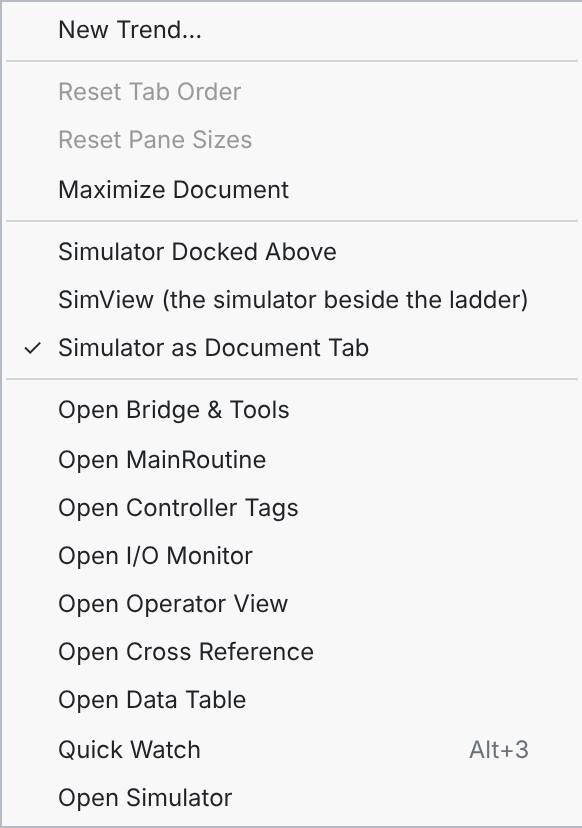 New Trend...
Reset Tab Order
Reset Pane Sizes
Maximize Document
Simulator Docked Above
SimView (the simulator beside the ladder)
✓ Simulator as Document Tab
Open Bridge & Tools
Open MainRoutine
Open Controller Tags
Open I/O Monitor
Open Operator View
Open Cross Reference
Open Data Table
Quick Watch Alt+3
Open Simulator